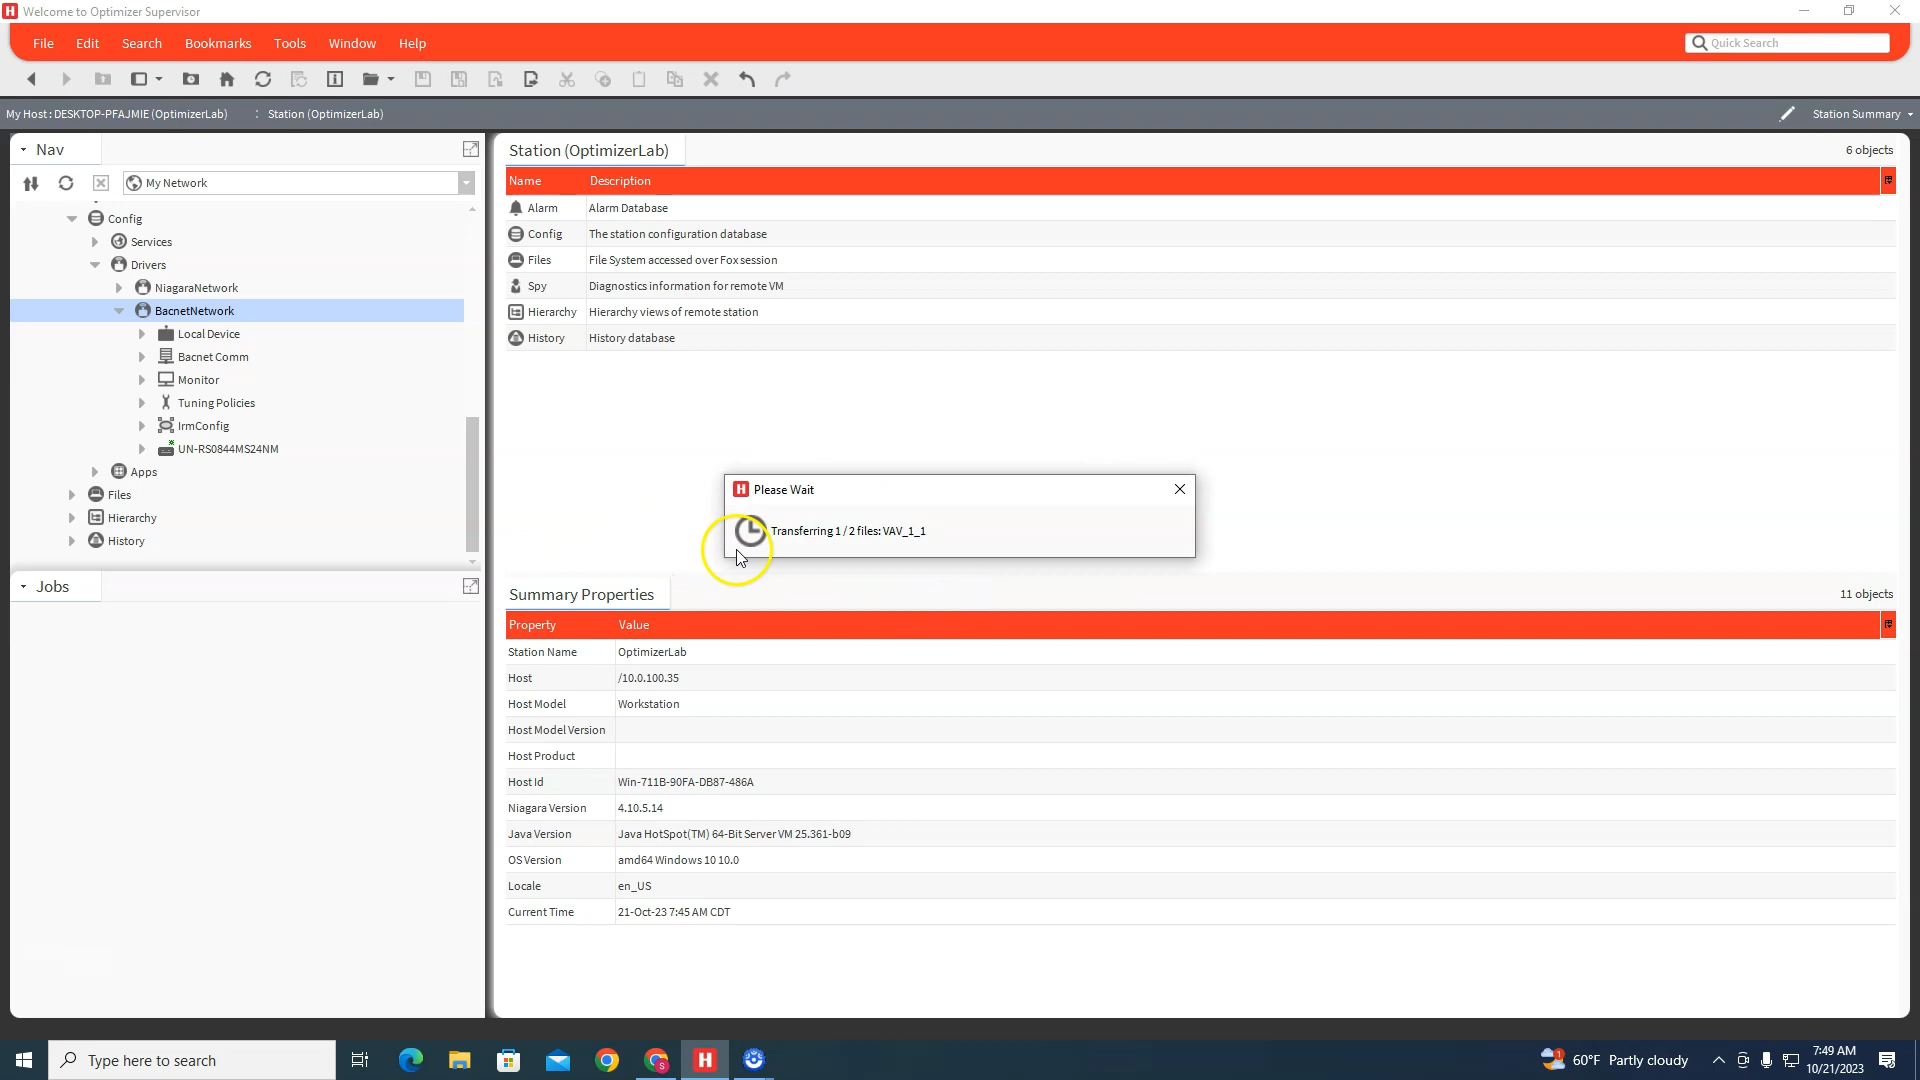 Welcome to Optimizer Supervisor
File Edit Search Bookmarks Tools Window Help
Quick Search
My Host : DESKTOP-PFAJMIE (OptimizerLab) : Station (OptimizerLab)
Station Summary
Nav
My Network
Config
Services
Drivers
NiagaraNetwork
BacnetNetwork
Local Device
Bacnet Comm
Monitor
Tuning Policies
IrmConfig
UN-RS0844MS24NM
Apps
Files
Hierarchy
History
Jobs
Station (OptimizerLab) 6 objects
Name Description
Alarm Alarm Database
Config The station configuration database
Files File System accessed over Fox session
Spy Diagnostics information for remote VM
Hierarchy Hierarchy views of remote station
History History database
Please Wait
Transferring 1 / 2 files: VAV_1_1
Summary Properties 11 objects
Property Value
Station Name OptimizerLab
Host /10.0.100.35
Host Model Workstation
Host Model Version
Host Product
Host Id Win-711B-90FA-DB87-486A
Niagara Version 4.10.5.14
Java Version Java HotSpot(TM) 64-Bit Server VM 25.361-b09
OS Version amd64 Windows 10 10.0
Locale en_US
Current Time 21-Oct-23 7:45 AM CDT
Type here to search
1
S
H
60°F Partly cloudy
7:49 AM
10/21/2023